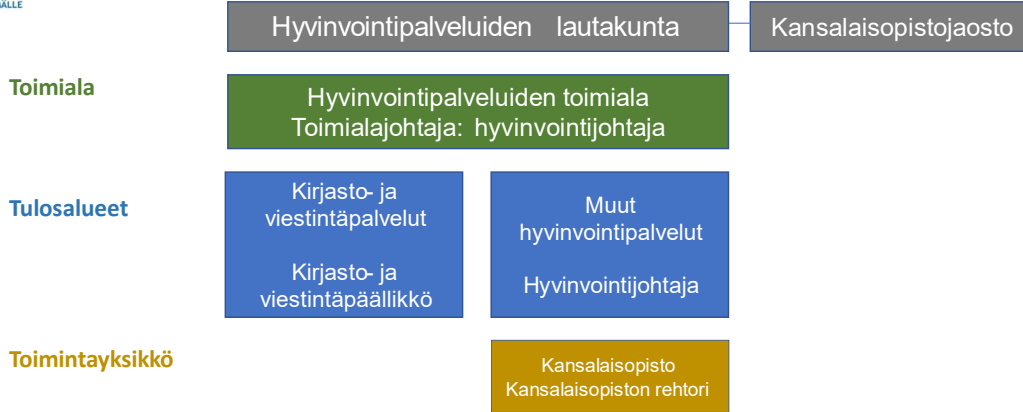 Hyvinvointipalveluiden lautakunta
Kansalaisopistojaosto
Toimiala
Hyvinvointipalveluiden toimiala
Toimialajohtaja: hyvinvointijohtaja
Tulosalueet
Kirjasto- ja
viestintäpalvelut
Kirjasto- ja
viestintäpäällikkö
Muut
hyvinvointipalvelut
Hyvinvointijohtaja
Toimintayksikkö
Kansalaisopisto
Kansalaisopiston rehtori